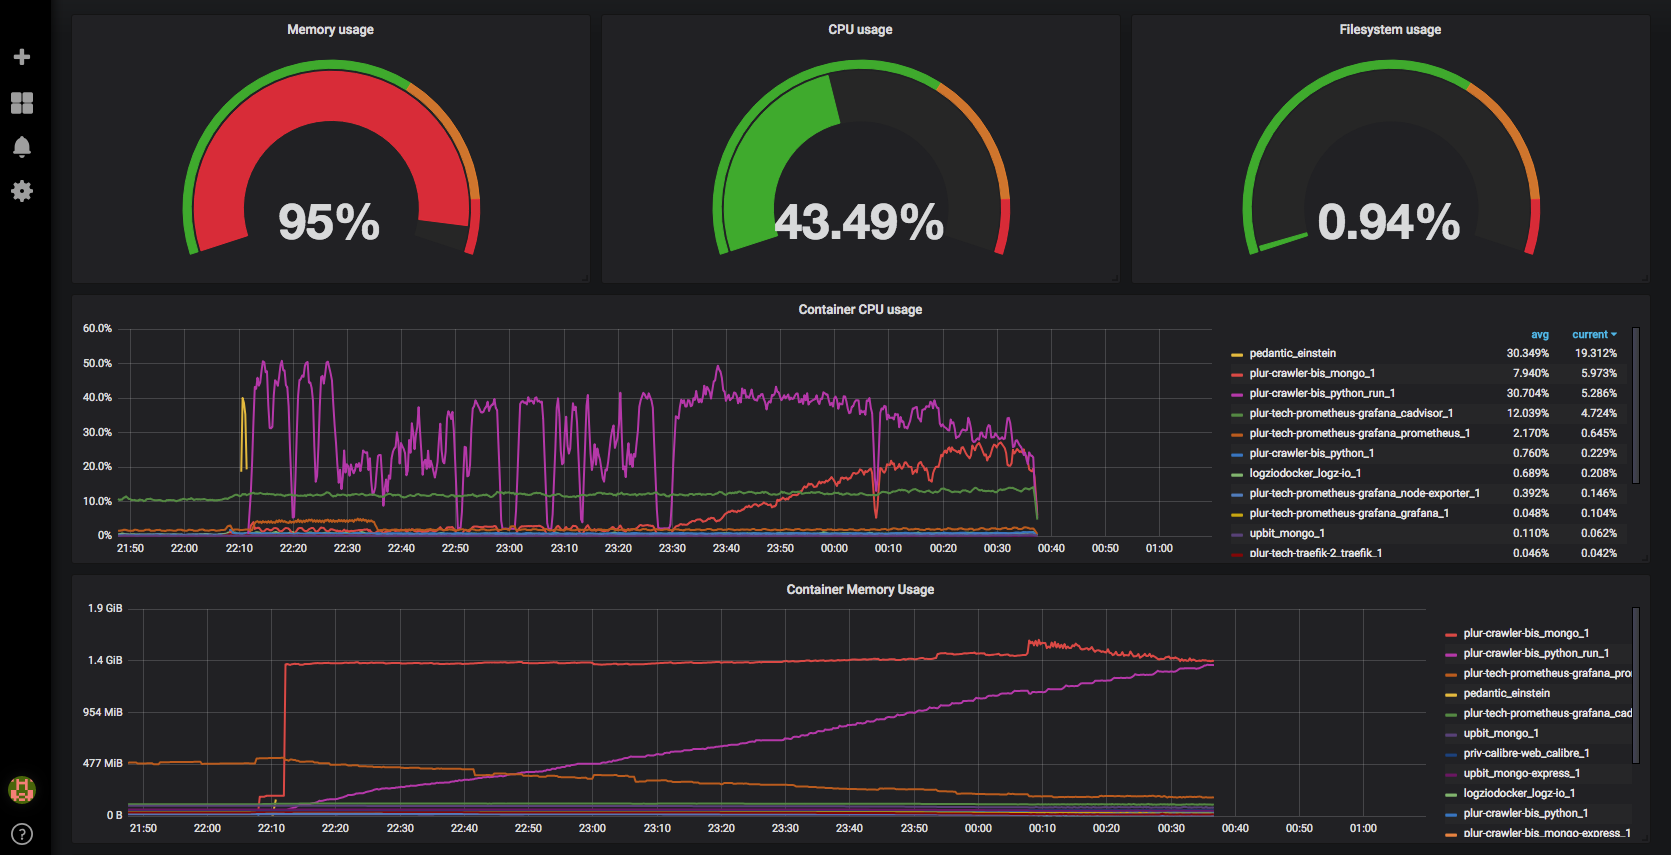 Memory usage
CPU usage
Filesystem usage
95%
43.49%
0.94%
Container CPU usage
60.0%
50.0%
40.0%
30.0%
20.0%
10.0%
0%
21:50 22:00 22:10 22:20 22:30 22:40 22:50 23:00 23:10 23:20 23:30 23:40 23:50 00:00 00:10 00:20 00:30 00:40 00:50 01:00
avg current
pedantic_einstein 30.349% 19.312%
plur-crawler-bis_mongo_1 7.940% 5.973%
plur-crawler-bis_python_run_1 30.704% 5.286%
plur-tech-prometheus-grafana_cadvisor_1 12.039% 4.724%
plur-tech-prometheus-grafana_prometheus_1 2.170% 0.645%
plur-crawler-bis_python_1 0.760% 0.229%
logziodocker_logz-io_1 0.689% 0.208%
plur-tech-prometheus-grafana_node-exporter_1 0.392% 0.146%
plur-tech-prometheus-grafana_grafana_1 0.048% 0.104%
upbit_mongo_1 0.110% 0.062%
plur-tech-traefik-2_traefik_1 0.046% 0.042%
Container Memory Usage
1.9 GiB
1.4 GiB
954 MiB
477 MiB
0 B
21:50 22:00 22:10 22:20 22:30 22:40 22:50 23:00 23:10 23:20 23:30 23:40 23:50 00:00 00:10 00:20 00:30 00:40 00:50 01:00
plur-crawler-bis_mongo_1
plur-crawler-bis_python_run_1
plur-tech-prometheus-grafana_pro
pedantic_einstein
plur-tech-prometheus-grafana_cad
upbit_mongo_1
priv-calibre-web_calibre_1
upbit_mongo-express_1
logziodocker_logz-io_1
plur-crawler-bis_python_1
plur-crawler-bis_mongo-express_1